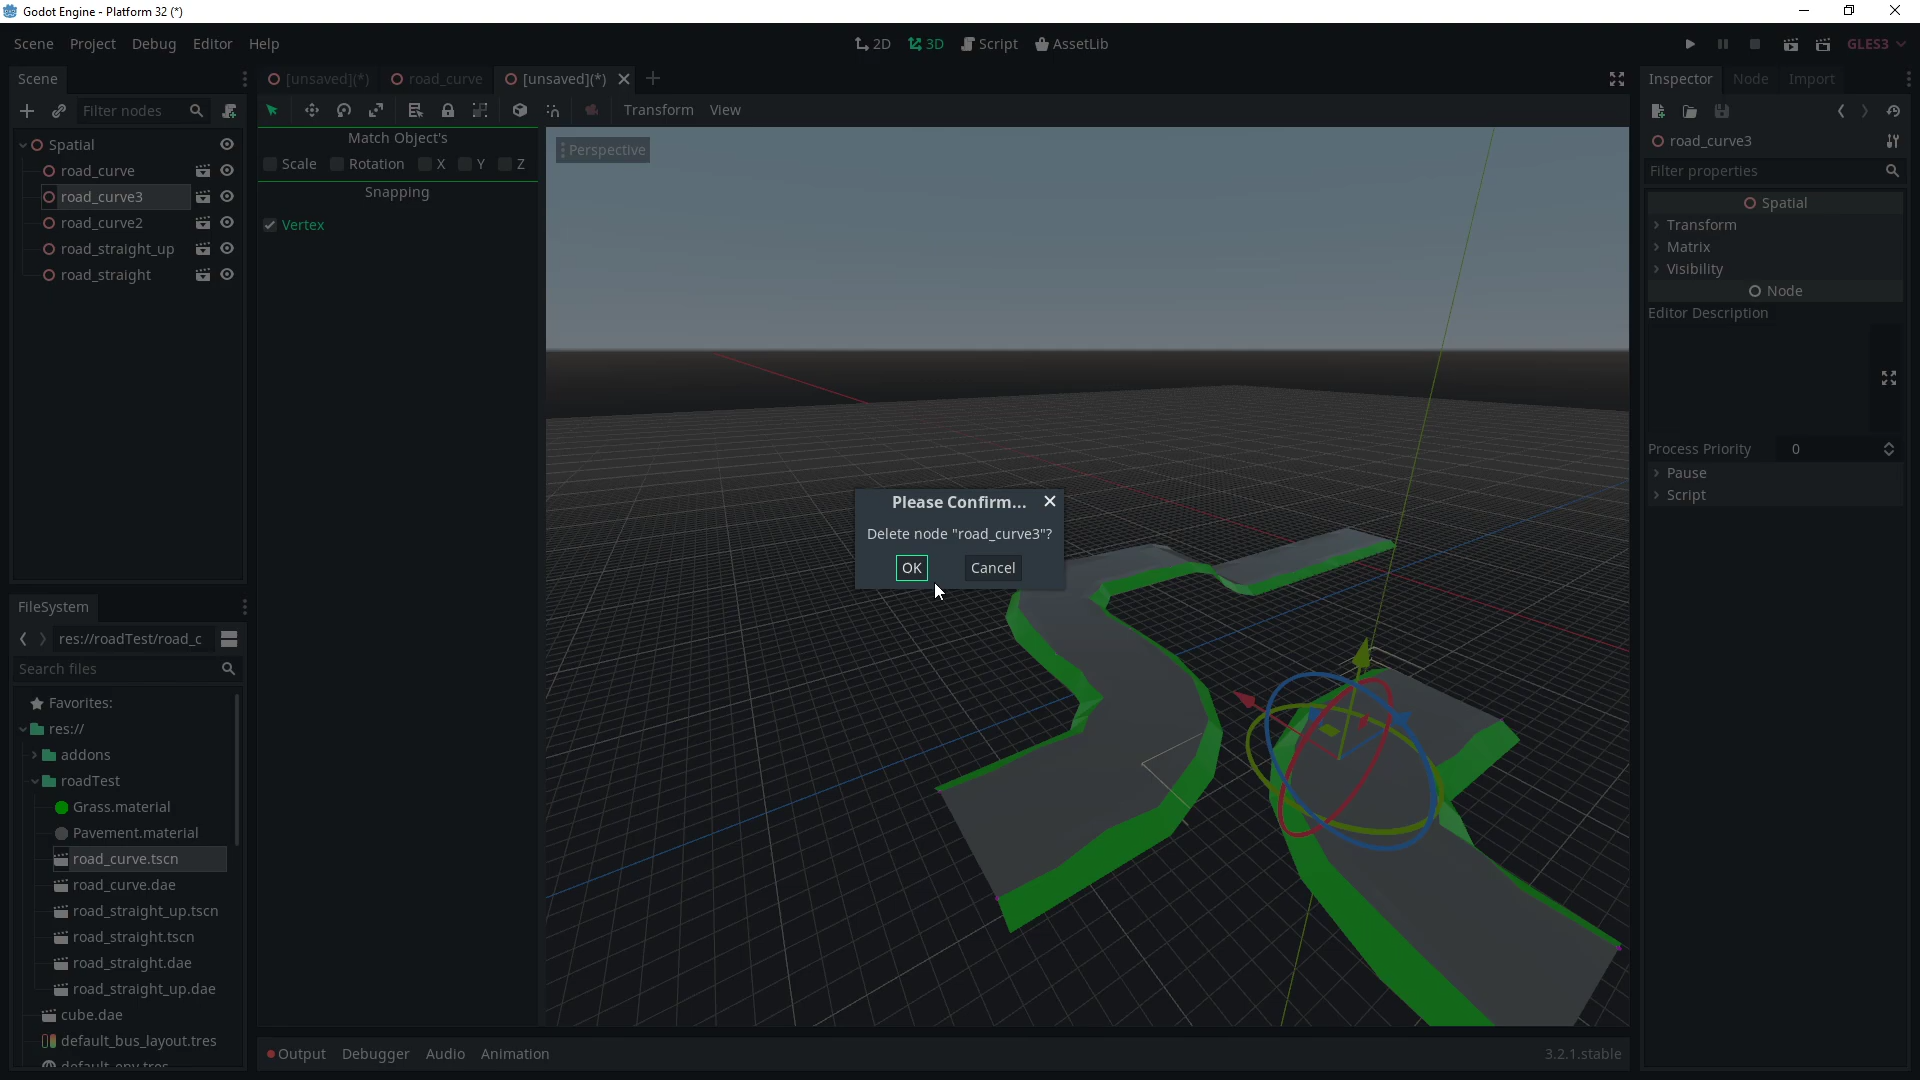 Godot Engine - Platform 32 (*)
Scene Project Debug Editor Help
2D 3D Script AssetLib
GLES3
Scene
[unsaved](*) road_curve [unsaved](*)
Inspector Node Import
Filter nodes
Transform View
Match Object's
Scale Rotation X Y Z
Snapping
Vertex
Perspective
Spatial
road_curve
road_curve3
road_curve2
road_straight_up
road_straight
road_curve3
Filter properties
Spatial
Transform
Matrix
Visibility
Node
Editor Description
Process Priority 0
Pause
Script
Please Confirm...
Delete node "road_curve3"?
OK Cancel
FileSystem
res://roadTest/road_c
Search files
Favorites:
res://
addons
roadTest
Grass.material
Pavement.material
road_curve.tscn
road_curve.dae
road_straight_up.tscn
road_straight.tscn
road_straight.dae
road_straight_up.dae
cube.dae
default_bus_layout.tres
default_env.tres
Output Debugger Audio Animation
3.2.1.stable